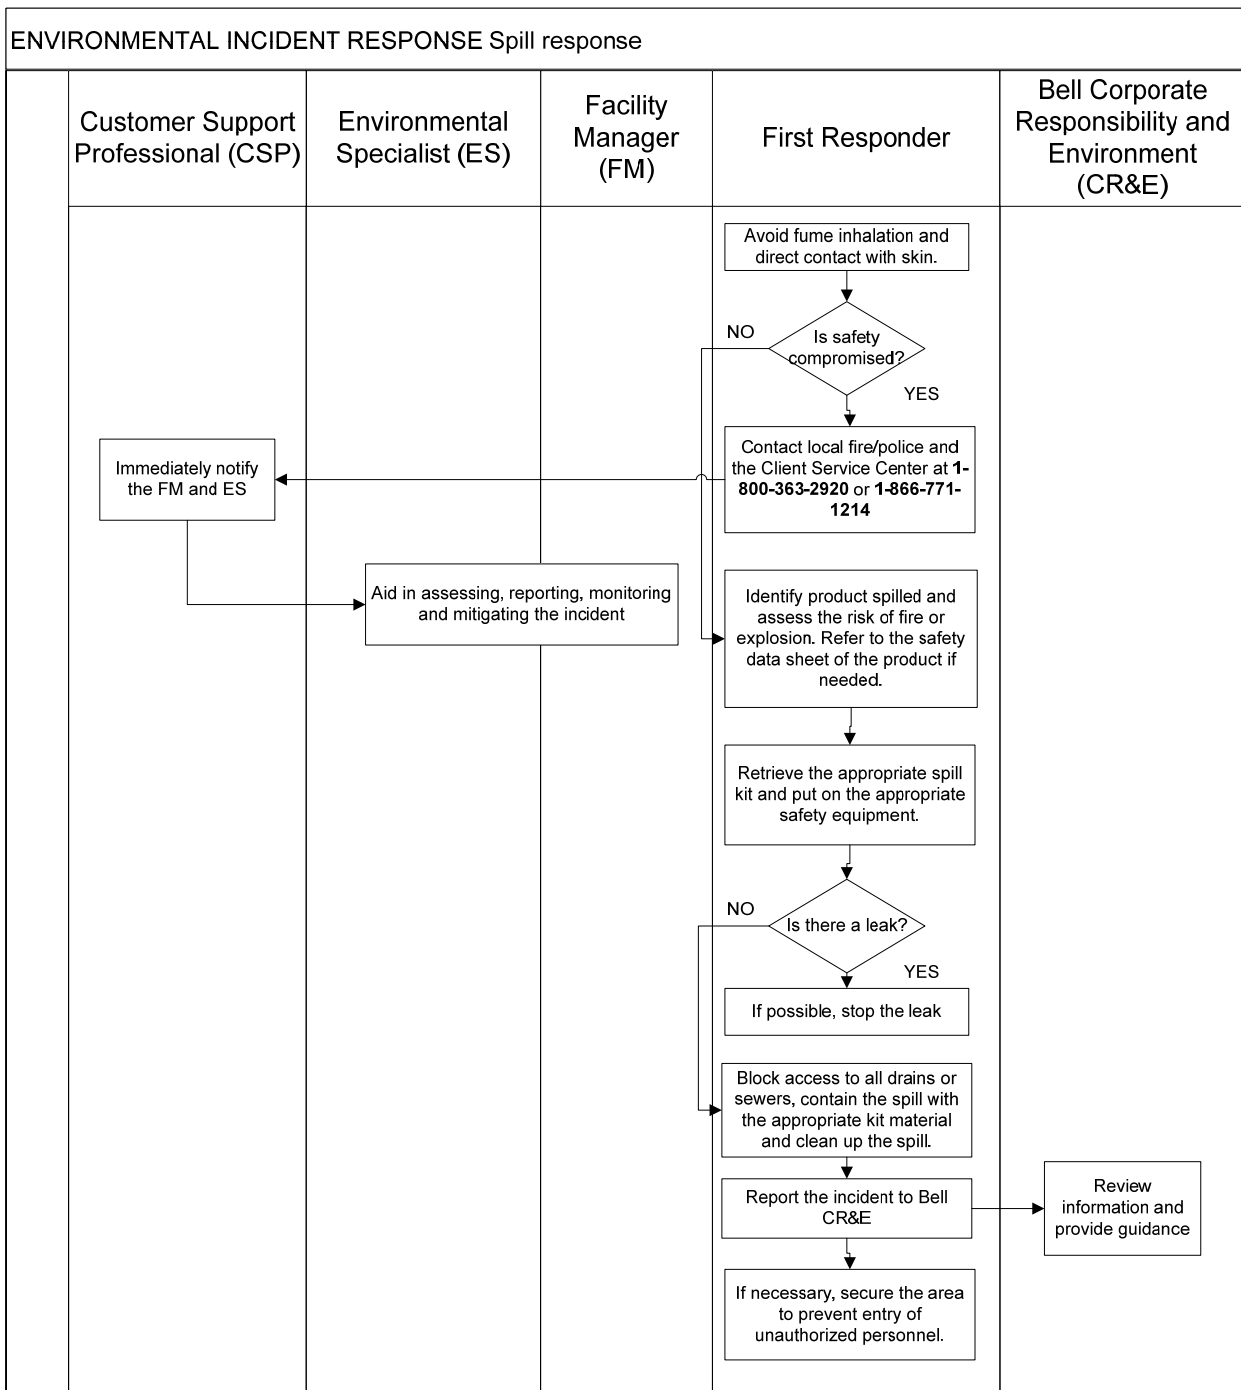 ENVIRONMENTAL INCIDENT RESPONSE Spill response
Customer Support
Professional (CSP)
Environmental
Specialist (ES)
Facility
Manager
(FM)
First Responder
Bell Corporate
Responsibility and
Environment
(CR&E)
Avoid fume inhalation and
direct contact with skin.
NO
Is safety
compromised?
YES
Contact local fire/police and
the Client Service Center at 1-
800-363-2920 or 1-866-771-
1214
Immediately notify
the FM and ES
Aid in assessing, reporting, monitoring
and mitigating the incident
Identify product spilled and
assess the risk of fire or
explosion. Refer to the safety
data sheet of the product if
needed.
Retrieve the appropriate spill
kit and put on the appropriate
safety equipment.
NO
Is there a leak?
YES
If possible, stop the leak
Block access to all drains or
sewers, contain the spill with
the appropriate kit material
and clean up the spill.
Report the incident to Bell
CR&E
Review
information and
provide guidance
If necessary, secure the area
to prevent entry of
unauthorized personnel.